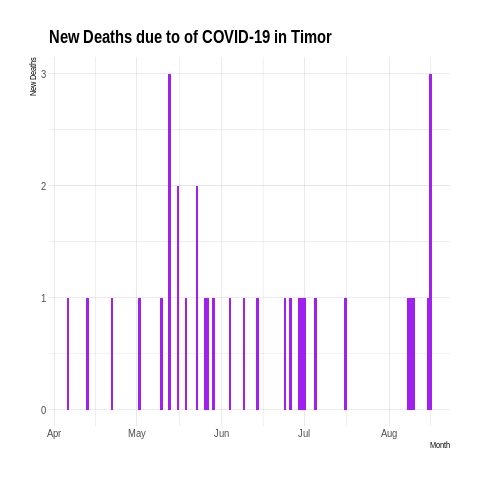 New Deaths due to of COVID-19 in Timor
New Deaths
3
2
1
0
Apr May Jun Jul Aug
Month